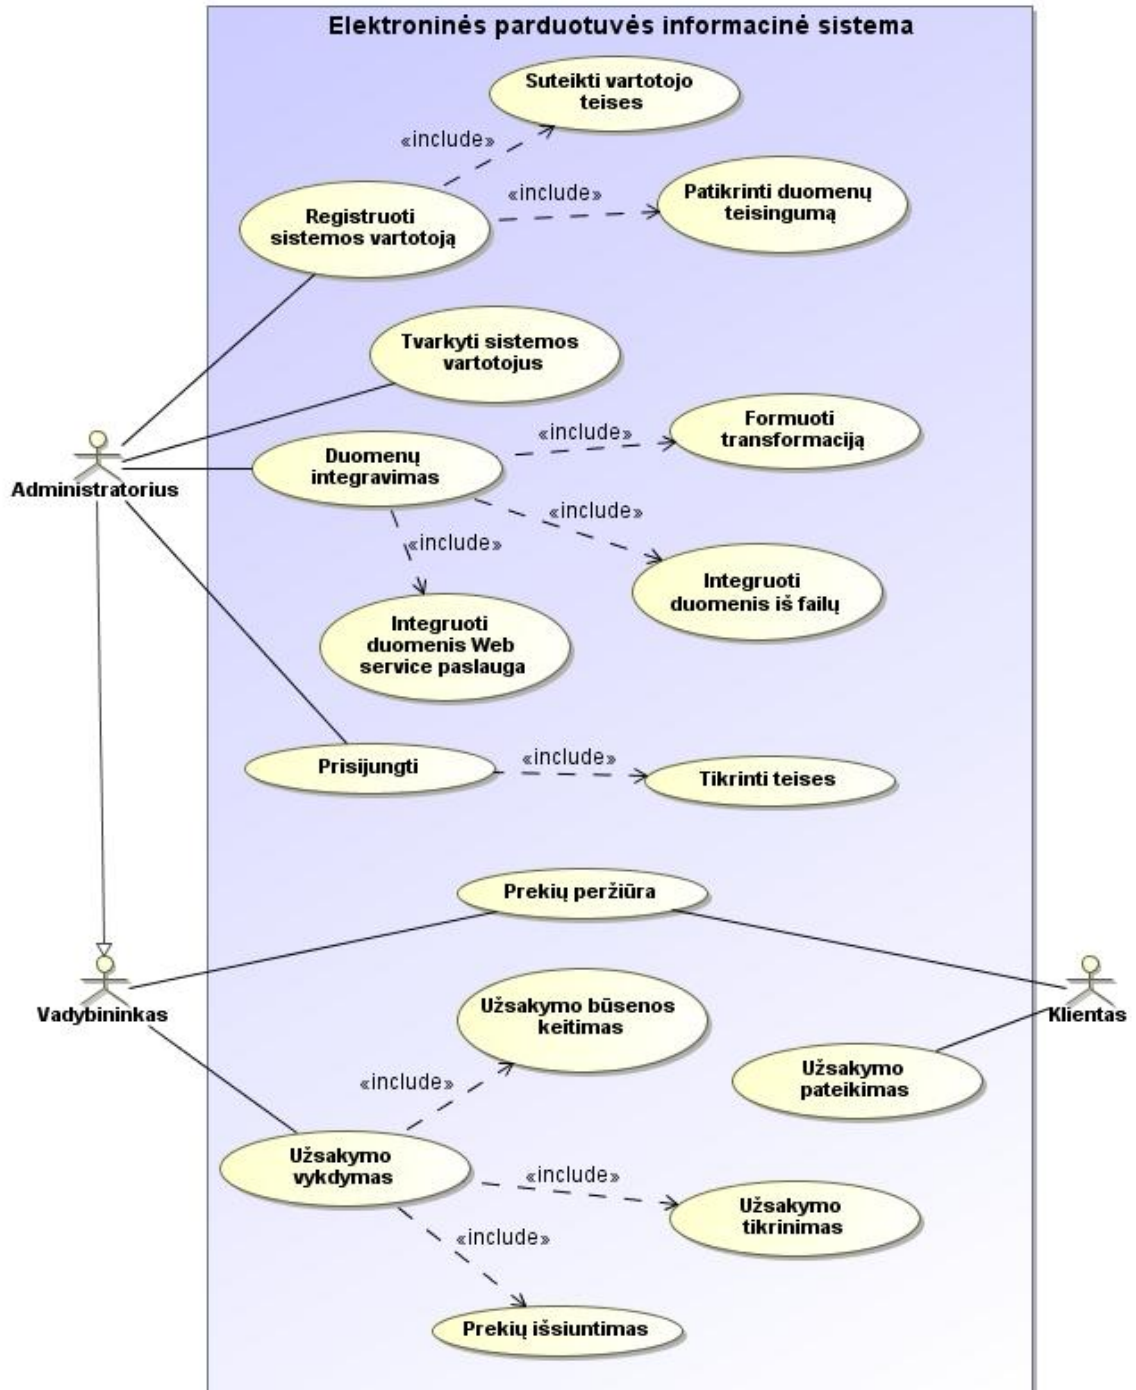 Elektroninės parduotuvės informacinė sistema
Suteikti vartotojo
teises
«include»
«include»
Patikrinti duomenų
teisingumą
Registruoti
sistemos vartotoją
Tvarkyti sistemos
vartotojus
Formuoti
transformaciją
«include»
Duomenų
integravimas
Administratorius
«include»
«include»
Integruoti
duomenis iš failų
Integruoti
duomenis Web
service paslauga
«include»
Prisijungti
Tikrinti teises
Prekių peržiūra
Užsakymo būsenos
keitimas
Vadybininkas
Klientas
Užsakymo
pateikimas
«include»
Užsakymo
vykdymas
«include»
Užsakymo
tikrinimas
«include»
Prekių išsiuntimas